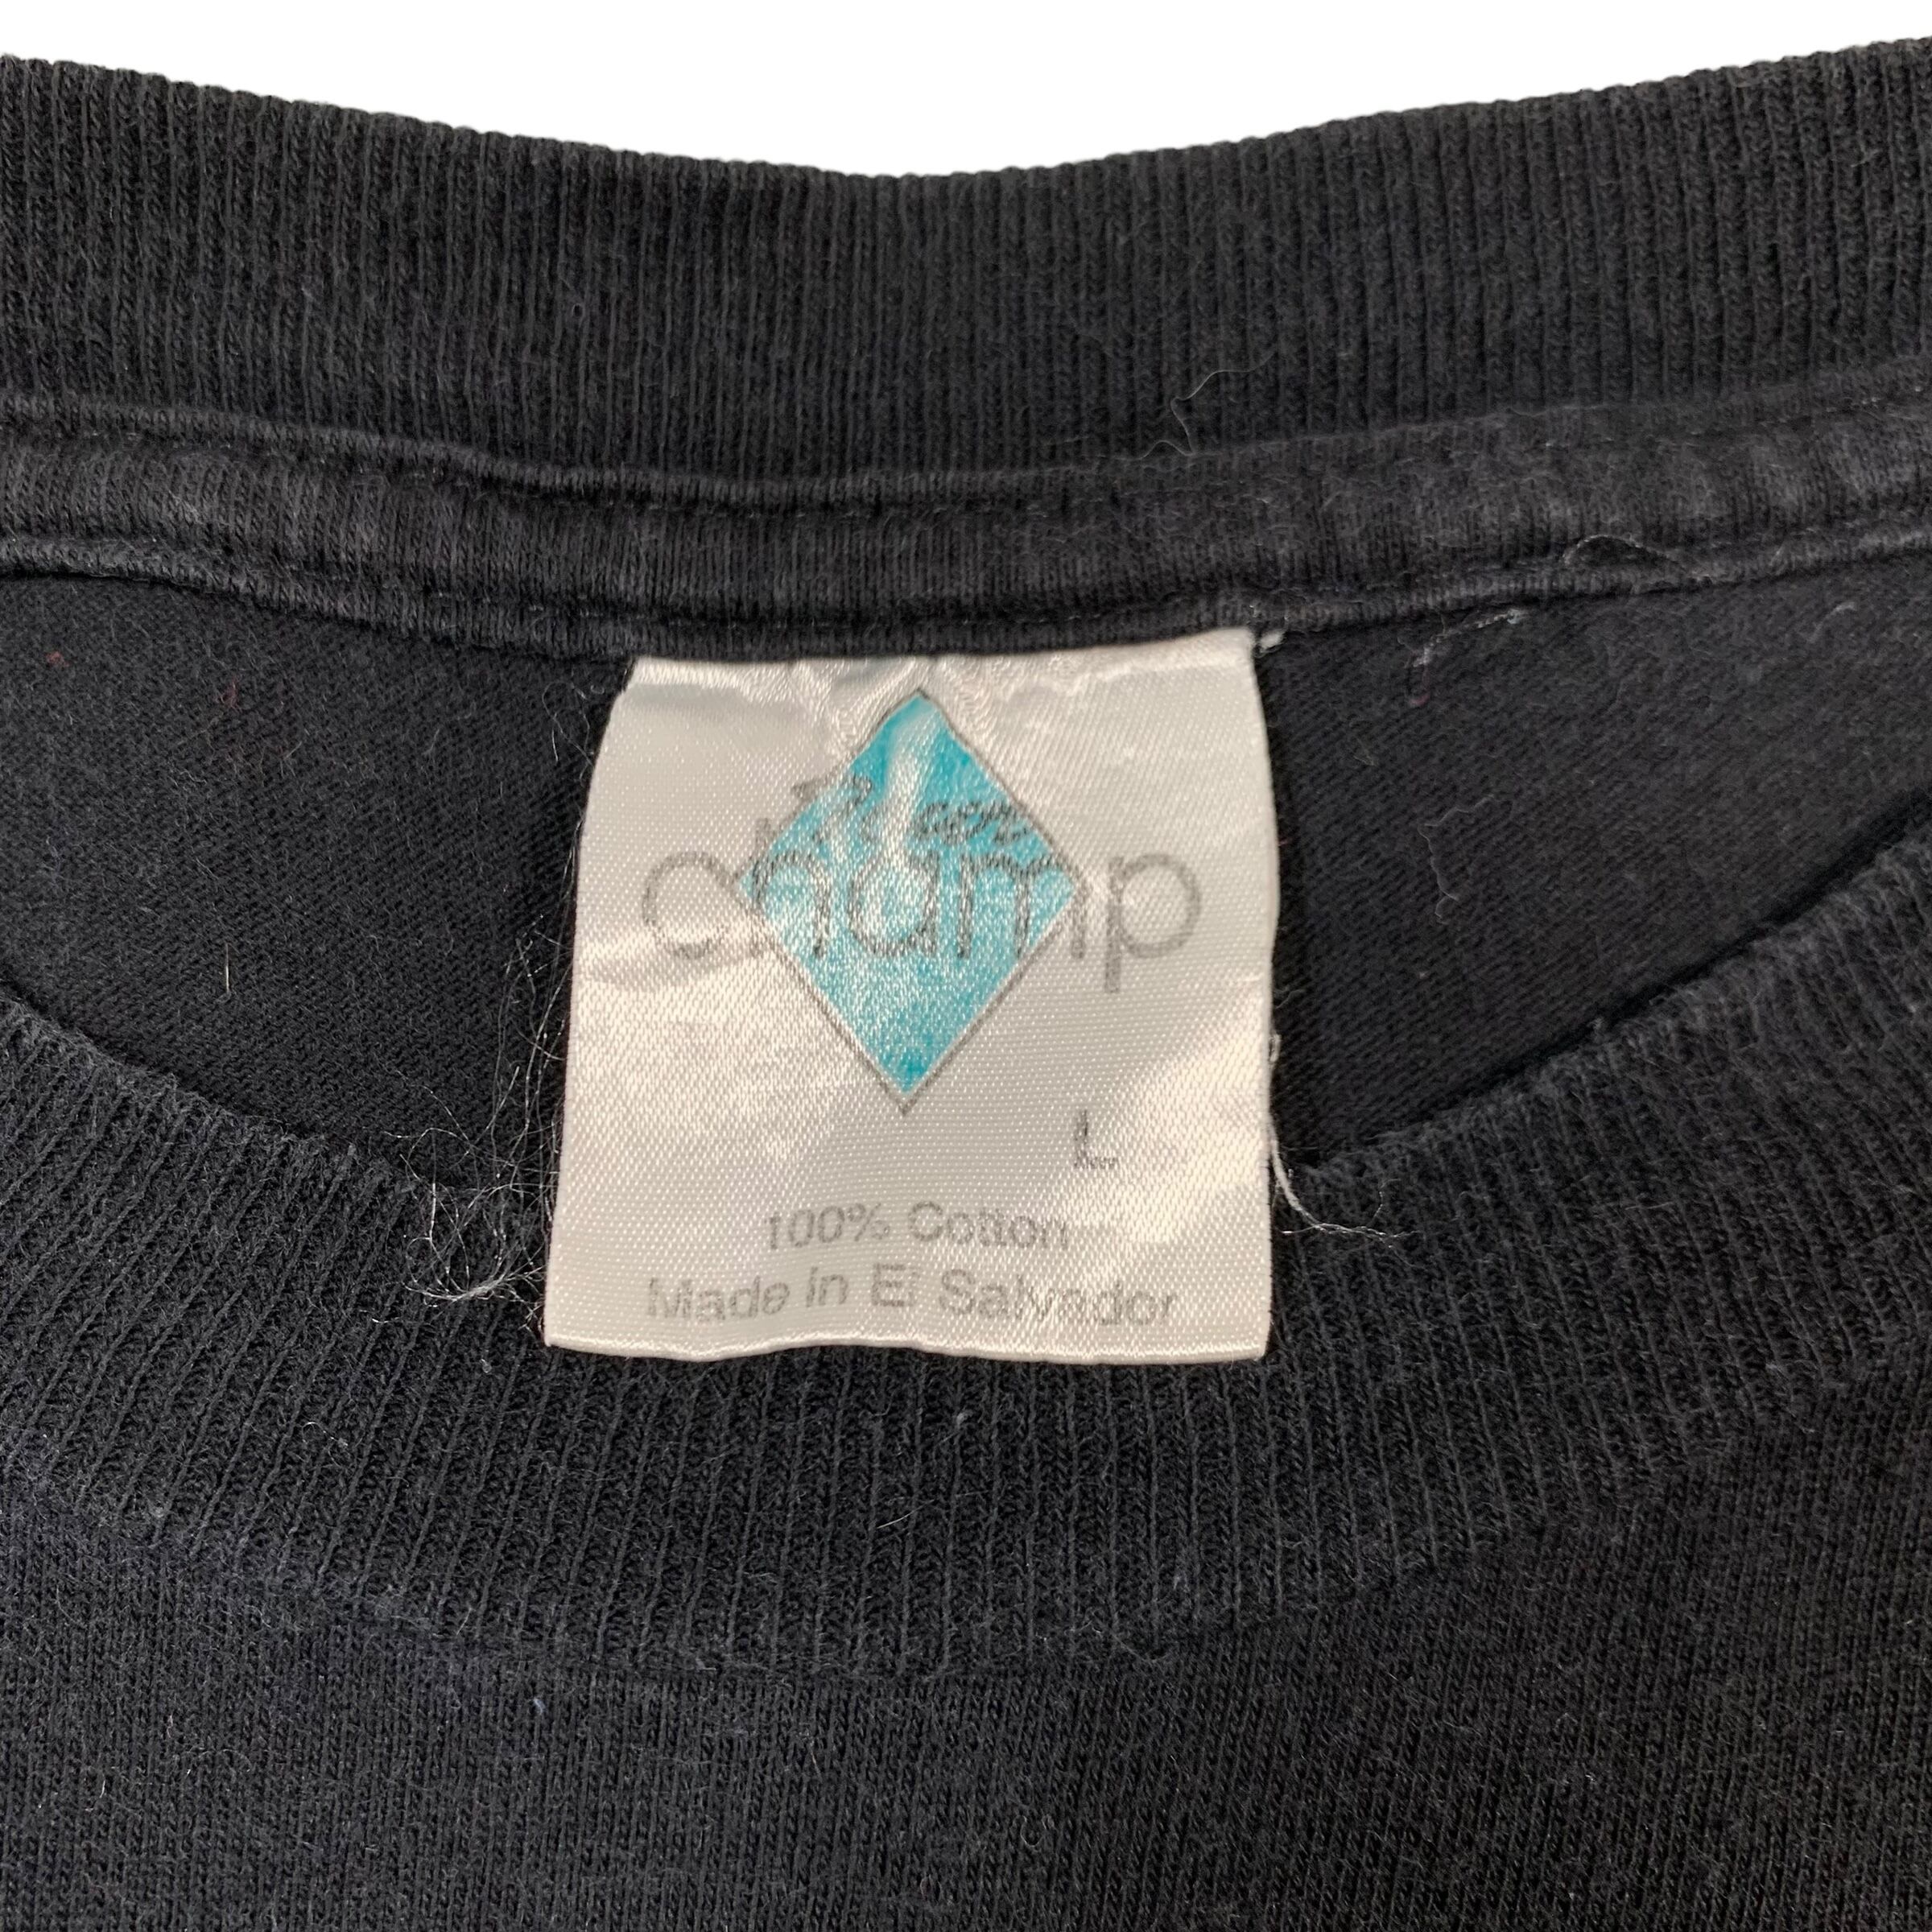 champ
L
100% Cotton
Made in El Salvador